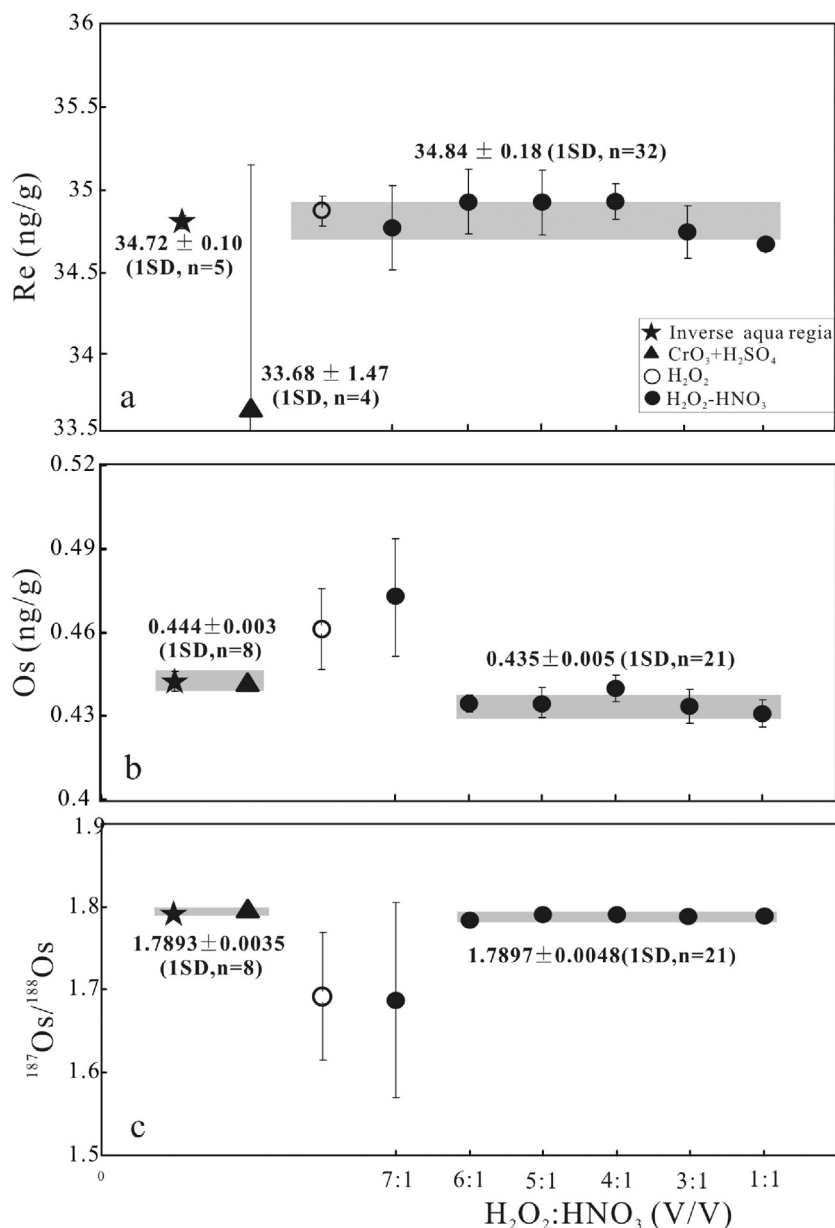 36
35.5
35
34.5
34
33.5
Re (ng/g)
34.84 ± 0.18 (1SD, n=32)
34.72 ± 0.10
(1SD, n=5)
33.68 ± 1.47
(1SD, n=4)
Inverse aqua regia
CrO₃+H₂SO₄
H₂O₂
H₂O₂-HNO₃
a
0.52
0.49
0.46
0.43
0.4
Os (ng/g)
0.444±0.003
(1SD,n=8)
0.435±0.005 (1SD,n=21)
b
1.9
1.8
1.7
1.6
1.5
¹⁸⁷Os/¹⁸⁸Os
1.7893±0.0035
(1SD,n=8)
1.7897±0.0048(1SD,n=21)
c
0
7:1 6:1 5:1 4:1 3:1 1:1
H₂O₂:HNO₃ (V/V)